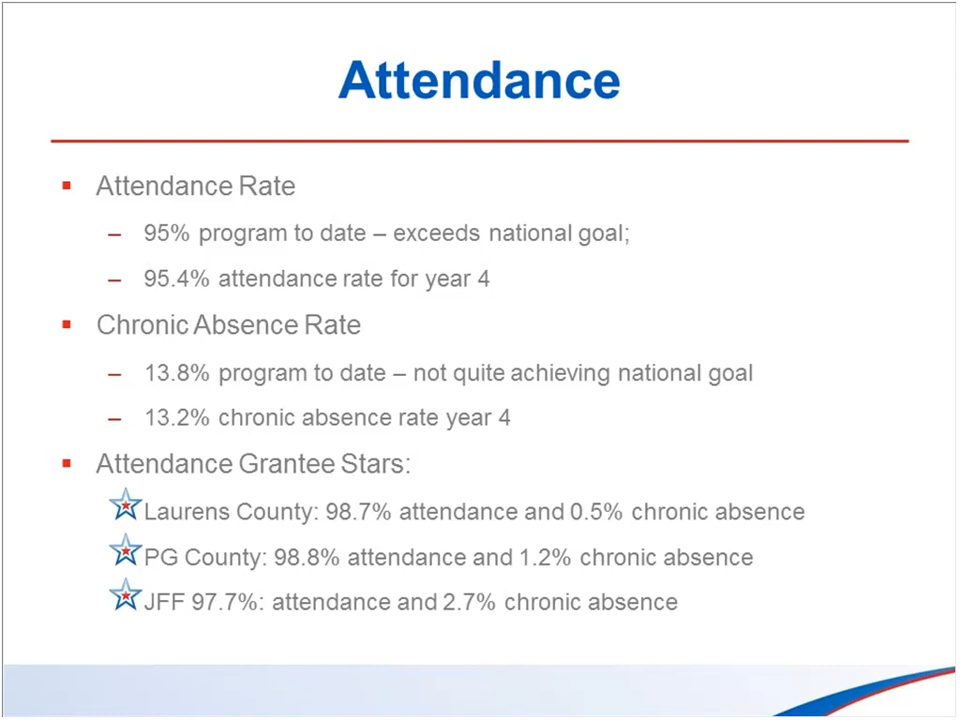 Attendance
Attendance Rate
– 95% program to date – exceeds national goal;
– 95.4% attendance rate for year 4
Chronic Absence Rate
– 13.8% program to date – not quite achieving national goal
– 13.2% chronic absence rate year 4
Attendance Grantee Stars:
Laurens County: 98.7% attendance and 0.5% chronic absence
PG County: 98.8% attendance and 1.2% chronic absence
JFF 97.7%: attendance and 2.7% chronic absence